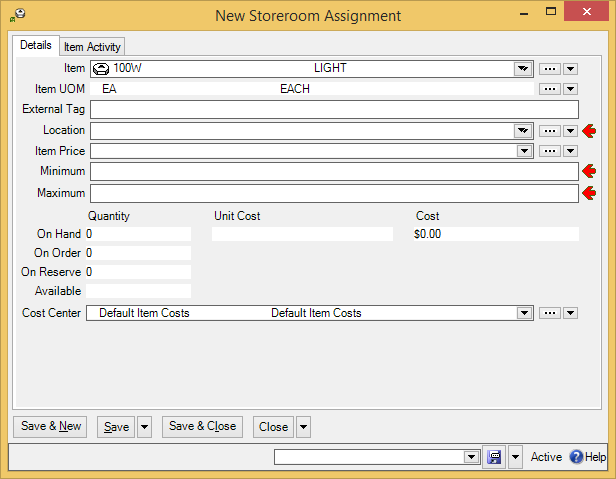 New Storeroom Assignment
Details Item Activity
Item 100W LIGHT
Item UOM EA EACH
External Tag
Location
Item Price
Minimum
Maximum
Quantity Unit Cost Cost
On Hand 0 $0.00
On Order 0
On Reserve 0
Available
Cost Center Default Item Costs Default Item Costs
Save & New Save Save & Close Close
Active Help